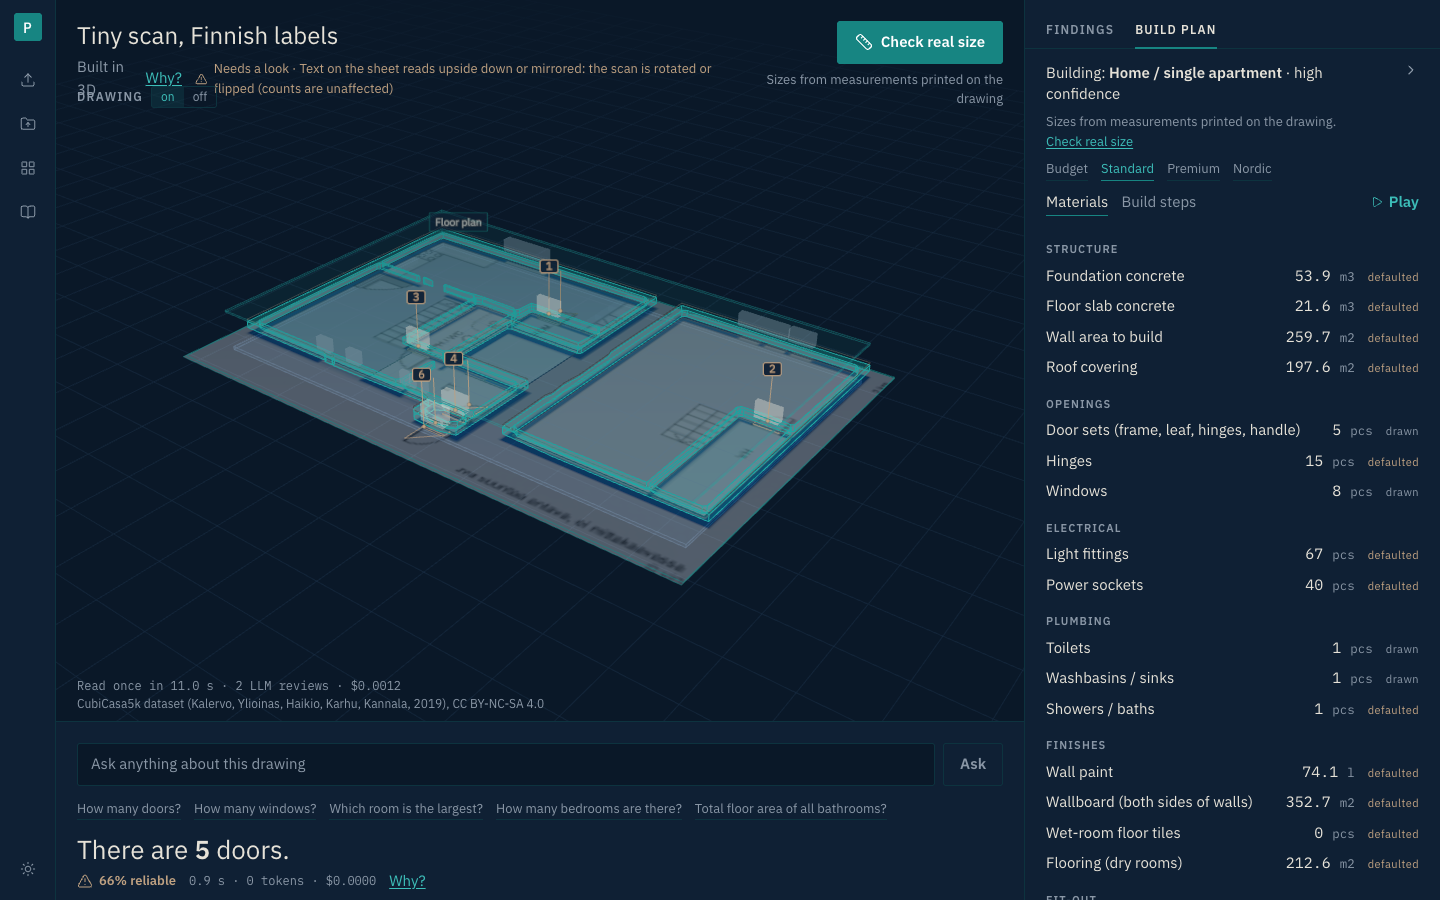 P
Tiny scan, Finnish labels
Built in 3D
Why?
Needs a look · Text on the sheet reads upside down or mirrored: the scan is rotated or
flipped (counts are unaffected)
DRAWING on off
Check real size
Sizes from measurements printed on the
drawing
Floor plan
1
3
4
6
2
Read once in 11.0 s · 2 LLM reviews · $0.0012
CubiCasa5k dataset (Kalervo, Ylioinas, Haikio, Karhu, Kannala, 2019), CC BY-NC-SA 4.0
Ask anything about this drawing
Ask
How many doors? How many windows? Which room is the largest? How many bedrooms are there? Total floor area of all bathrooms?
There are 5 doors.
66% reliable 0.9 s · 0 tokens · $0.0000 Why?
FINDINGS BUILD PLAN
Building: Home / single apartment · high
confidence
Sizes from measurements printed on the drawing.
Check real size
Budget Standard Premium Nordic
Materials Build steps Play
STRUCTURE
Foundation concrete 53.9 m3 defaulted
Floor slab concrete 21.6 m3 defaulted
Wall area to build 259.7 m2 defaulted
Roof covering 197.6 m2 defaulted
OPENINGS
Door sets (frame, leaf, hinges, handle) 5 pcs drawn
Hinges 15 pcs defaulted
Windows 8 pcs drawn
ELECTRICAL
Light fittings 67 pcs defaulted
Power sockets 40 pcs defaulted
PLUMBING
Toilets 1 pcs drawn
Washbasins / sinks 1 pcs drawn
Showers / baths 1 pcs defaulted
FINISHES
Wall paint 74.1 l defaulted
Wallboard (both sides of walls) 352.7 m2 defaulted
Wet-room floor tiles 0 pcs defaulted
Flooring (dry rooms) 212.6 m2 defaulted